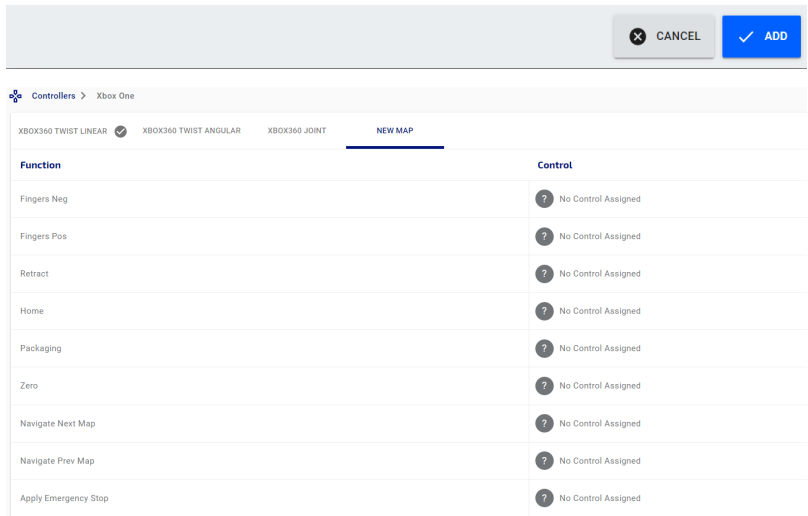 CANCEL ADD
Controllers > Xbox One
XBOX360 TWIST LINEAR XBOX360 TWIST ANGULAR XBOX360 JOINT NEW MAP
Function Control
Fingers Neg ? No Control Assigned
Fingers Pos ? No Control Assigned
Retract ? No Control Assigned
Home ? No Control Assigned
Packaging ? No Control Assigned
Zero ? No Control Assigned
Navigate Next Map ? No Control Assigned
Navigate Prev Map ? No Control Assigned
Apply Emergency Stop ? No Control Assigned